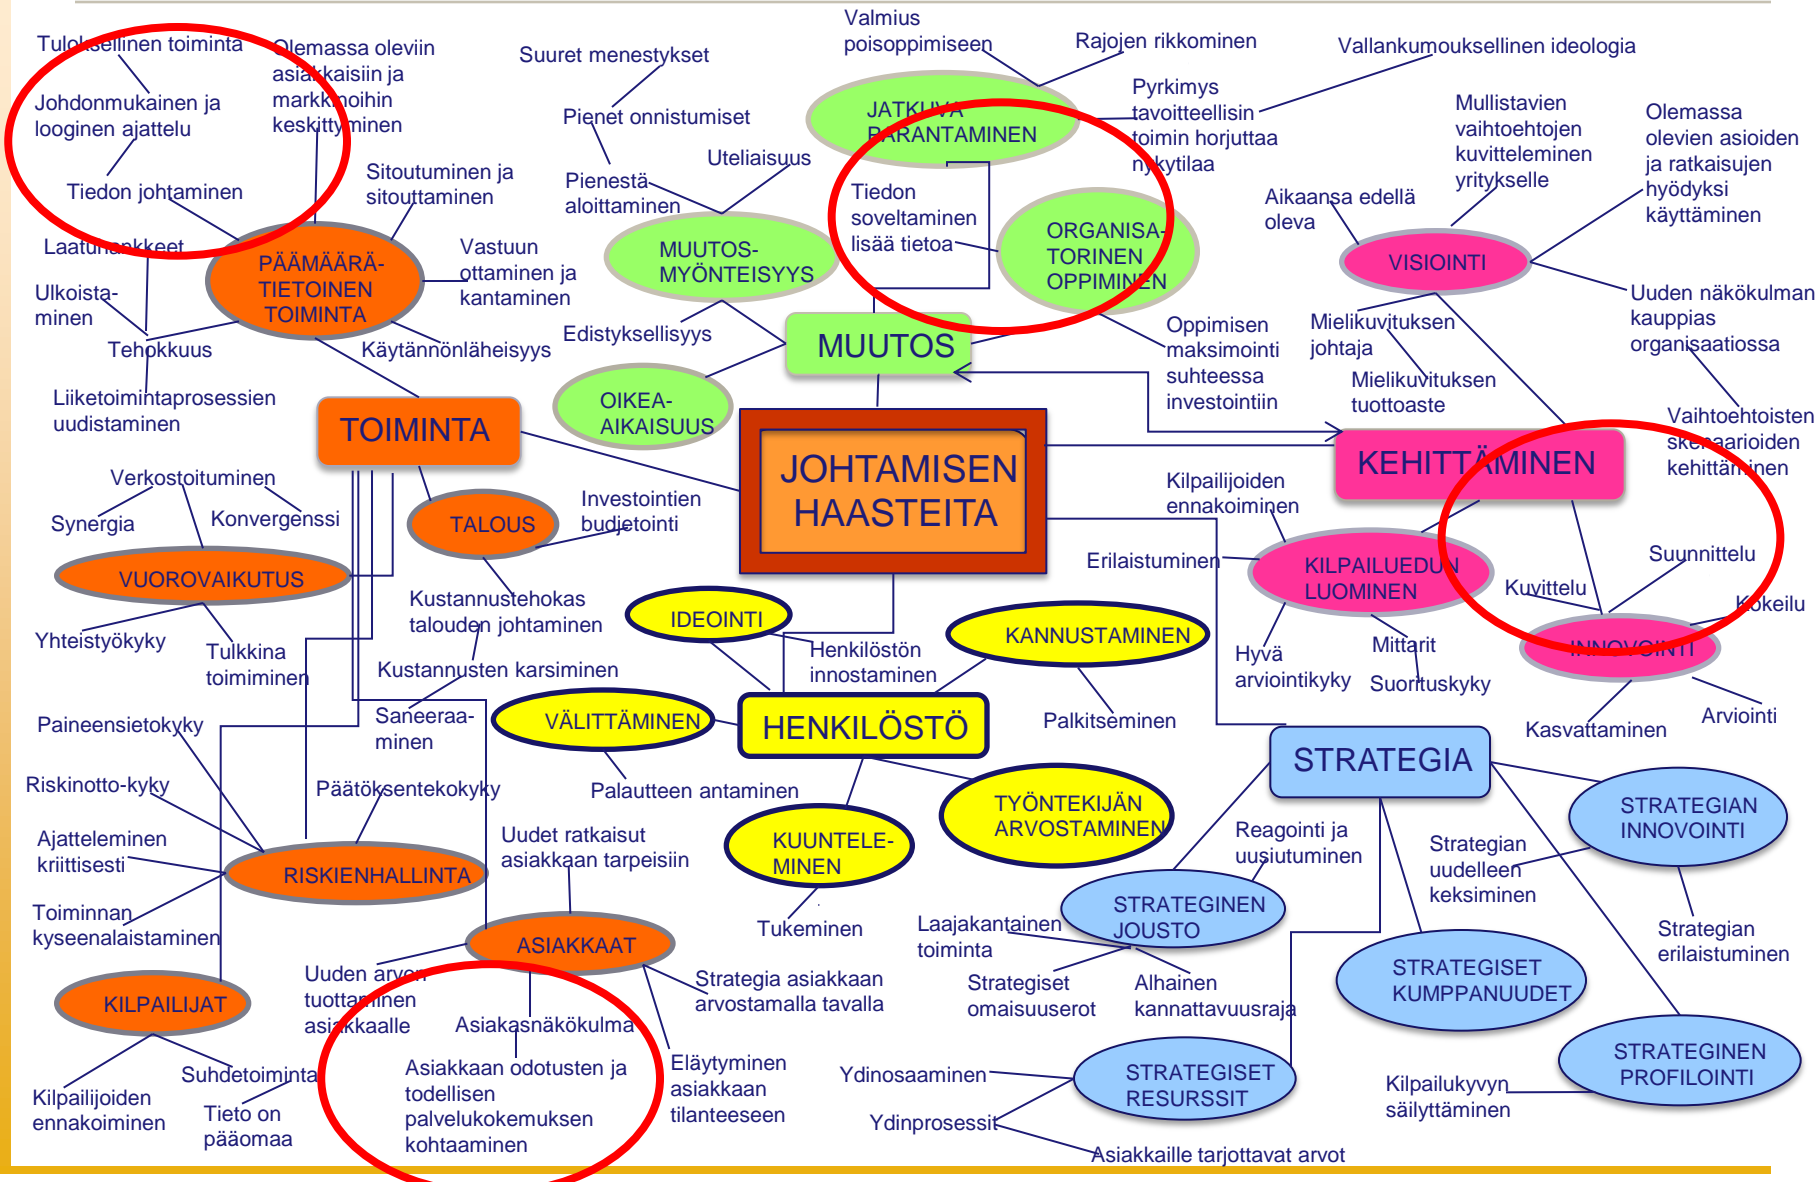 Tuloksellinen toiminta
Johdonmukainen ja
looginen ajattelu
Tiedon johtaminen
Olemassa oleviin
asiakkaisiin ja
markkinoihin
keskittyminen
Sitoutuminen ja
sitouttaminen
Laatuhankkeet
Ulkoista-
minen
Tehokkuus
Liiketoimintaprosessien
uudistaminen
PÄÄMÄÄRÄ-
TIETOINEN
TOIMINTA
Vastuun
ottaminen ja
kantaminen
Käytännönläheisyys
Suuret menestykset
Pienet onnistumiset
Uteliaisuus
Pienestä
aloittaminen
MUUTOS-
MYÖNTEISYYS
Edistyksellisyys
OIKEA-
AIKAISUUS
Valmius
poisoppimiseen
Rajojen rikkominen
Vallankumouksellinen ideologia
JATKUVA
PARANTAMINEN
Pyrkimys
tavoitteellisin
toimin horjuttaa
nykytilaa
Tiedon
soveltaminen
lisää tietoa
ORGANISA-
TORINEN
OPPIMINEN
MUUTOS
Oppimisen
maksimointi
suhteessa
investointiin
Mullistavien
vaihtoehtojen
kuvitteleminen
yritykselle
Olemassa
olevien asioiden
ja ratkaisujen
hyödyksi
käyttäminen
Aikaansa edellä
oleva
VISIOINTI
Uuden näkökulman
kauppias
organisaatiossa
Mielikuvituksen
johtaja
Mielikuvituksen
tuottoaste
Vaihtoehtoisten
skenaarioiden
kehittäminen
TOIMINTA
JOHTAMISEN
HAASTEITA
KEHITTÄMINEN
Verkostoituminen
Synergia
Konvergenssi
VUOROVAIKUTUS
Yhteistyökyky
Tulkkina
toimiminen
TALOUS
Investointien
budjetointi
Kustannustehokas
talouden johtaminen
Kustannusten karsiminen
Saneeraa-
minen
Kilpailijoiden
ennakoiminen
Erilaistuminen
KILPAILUEDUN
LUOMINEN
Hyvä
arviointikyky
Mittarit
Suorituskyky
Suunnittelu
Kuvittelu
Kokeilu
INNOVOINTI
Kasvattaminen
Arviointi
IDEOINTI
Henkilöstön
innostaminen
KANNUSTAMINEN
Palkitseminen
VÄLITTÄMINEN
Palautteen antaminen
HENKILÖSTÖ
KUUNTELE-
MINEN
Tukeminen
TYÖNTEKIJÄN
ARVOSTAMINEN
Paineensietokyky
Riskinotto-kyky
Päätöksentekokyky
Ajatteleminen
kriittisesti
RISKIENHALLINTA
Toiminnan
kyseenalaistaminen
Uudet ratkaisut
asiakkaan tarpeisiin
ASIAKKAAT
Uuden arvon
tuottaminen
asiakkaalle
Strategia asiakkaan
arvostamalla tavalla
Asiakasnäkökulma
Asiakkaan odotusten ja
todellisen
palvelukokemuksen
kohtaaminen
Eläytyminen
asiakkaan
tilanteeseen
KILPAILIJAT
Suhdetoiminta
Kilpailijoiden
ennakoiminen
Tieto on
pääomaa
STRATEGIA
Reagointi ja
uusiutuminen
STRATEGINEN
JOUSTO
Laajakantainen
toiminta
Strategiset
omaisuuserot
Alhainen
kannattavuusraja
STRATEGIAN
INNOVOINTI
Strategian
uudelleen
keksiminen
Strategian
erilaistuminen
STRATEGISET
KUMPPANUUDET
STRATEGISET
RESURSSIT
Ydinosaaminen
Ydinprosessit
Asiakkaille tarjottavat arvot
STRATEGINEN
PROFILOINTI
Kilpailukyvyn
säilyttäminen